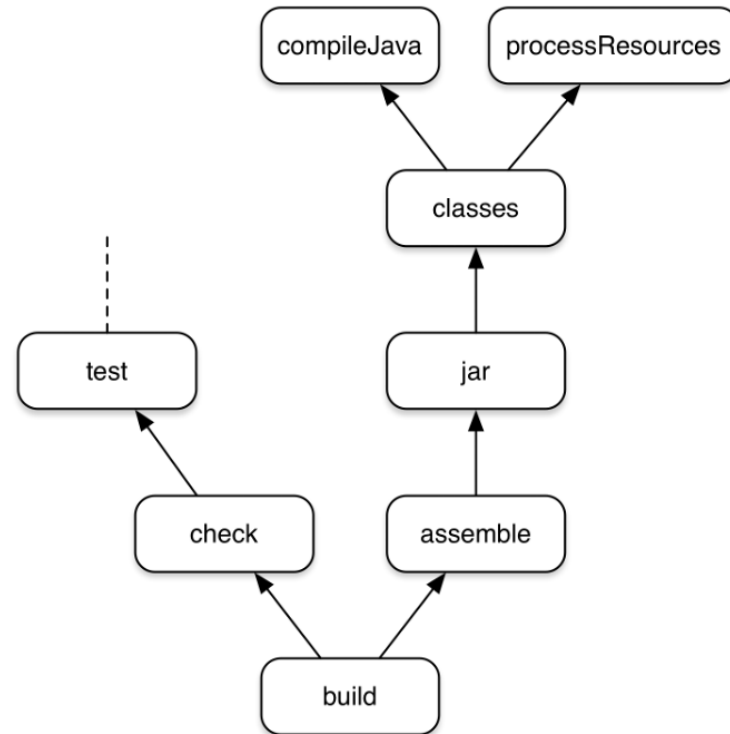 compileJava
processResources
classes
test
jar
check
assemble
build